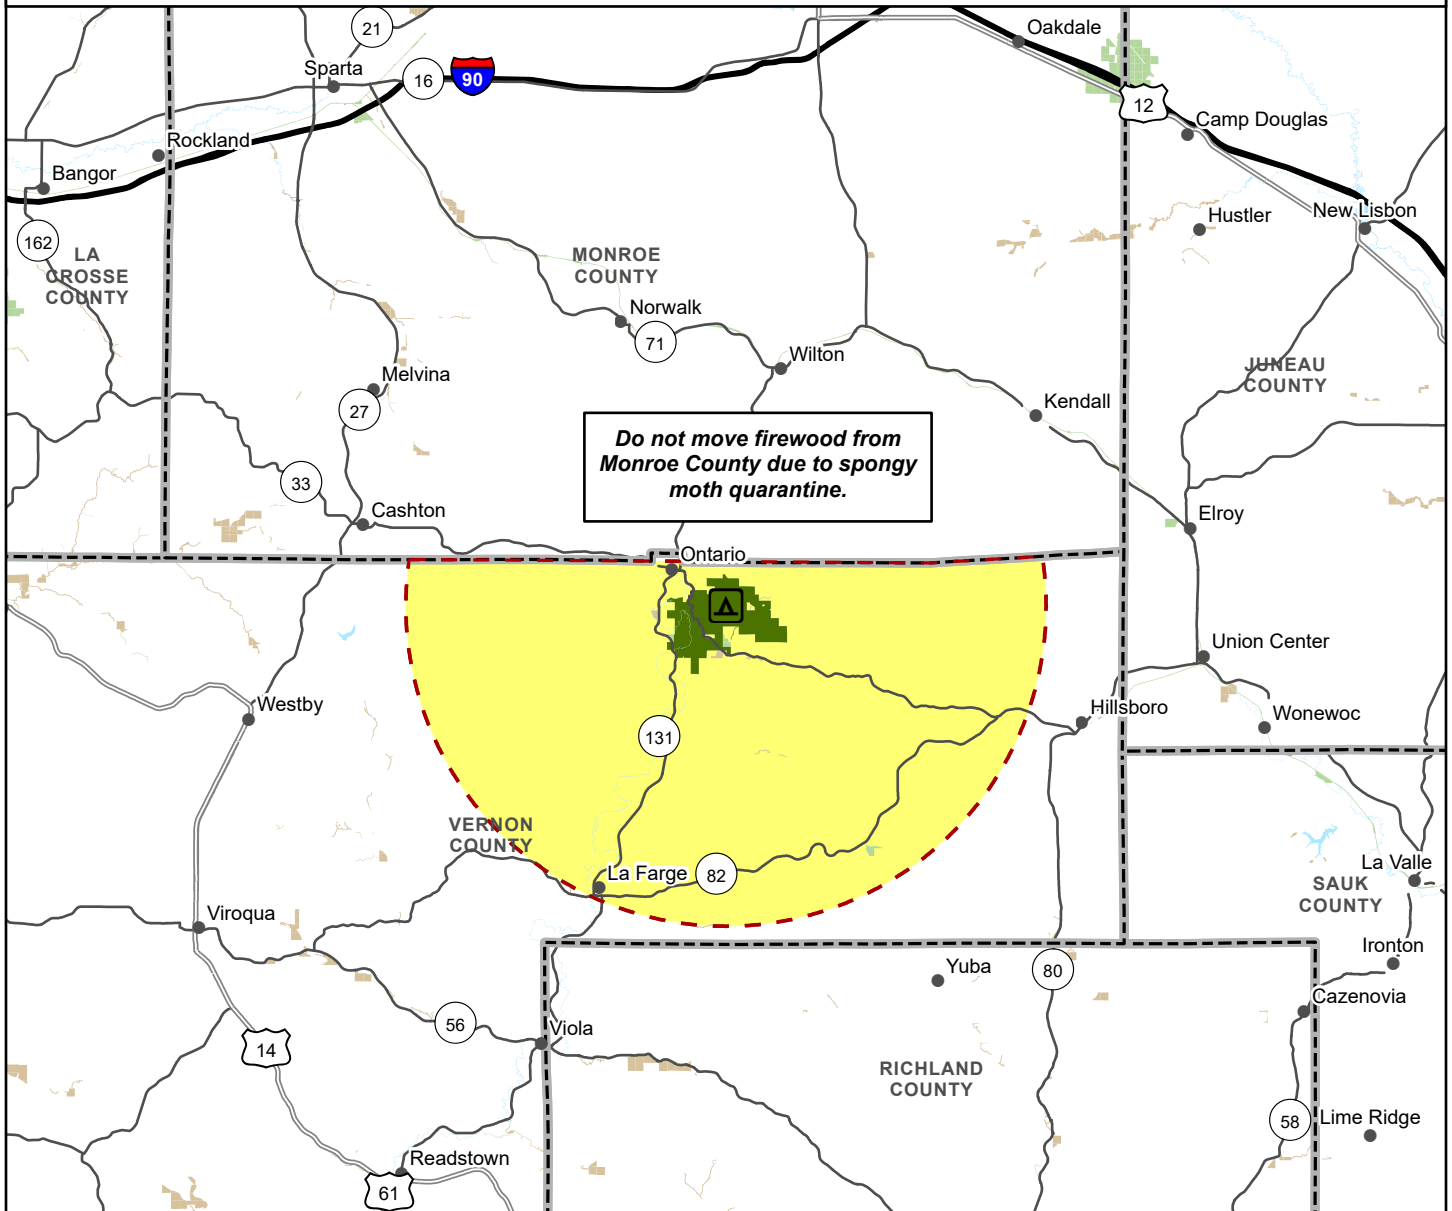 21
Oakdale
Sparta
16
90
12
Camp Douglas
Rockland
Bangor
Hustler
New Lisbon
162
LA
CROSSE
COUNTY
MONROE
COUNTY
Norwalk
71
Wilton
JUNEAU
COUNTY
Melvina
27
Kendall
Do not move firewood from
Monroe County due to spongy
moth quarantine.
33
Cashton
Elroy
Ontario
Union Center
Westby
Hillsboro
Wonewoc
131
VERNON
COUNTY
La Farge
82
La Valle
SAUK
COUNTY
Viroqua
Ironton
Yuba
80
Cazenovia
56
Viola
14
RICHLAND
COUNTY
58
Lime Ridge
Readstown
61